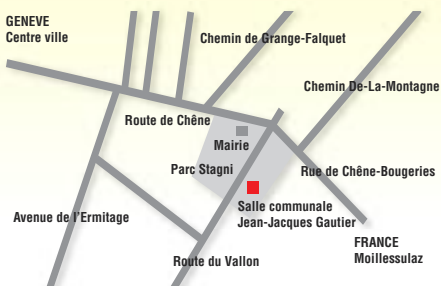 GENEVE
Centre ville
Chemin de Grange-Falquet
Chemin De-La-Montagne
Route de Chêne
Mairie
Parc Stagni
Rue de Chêne-Bougeries
Salle communale
Jean-Jacques Gautier
Avenue de l'Ermitage
FRANCE
Moillessulaz
Route du Vallon